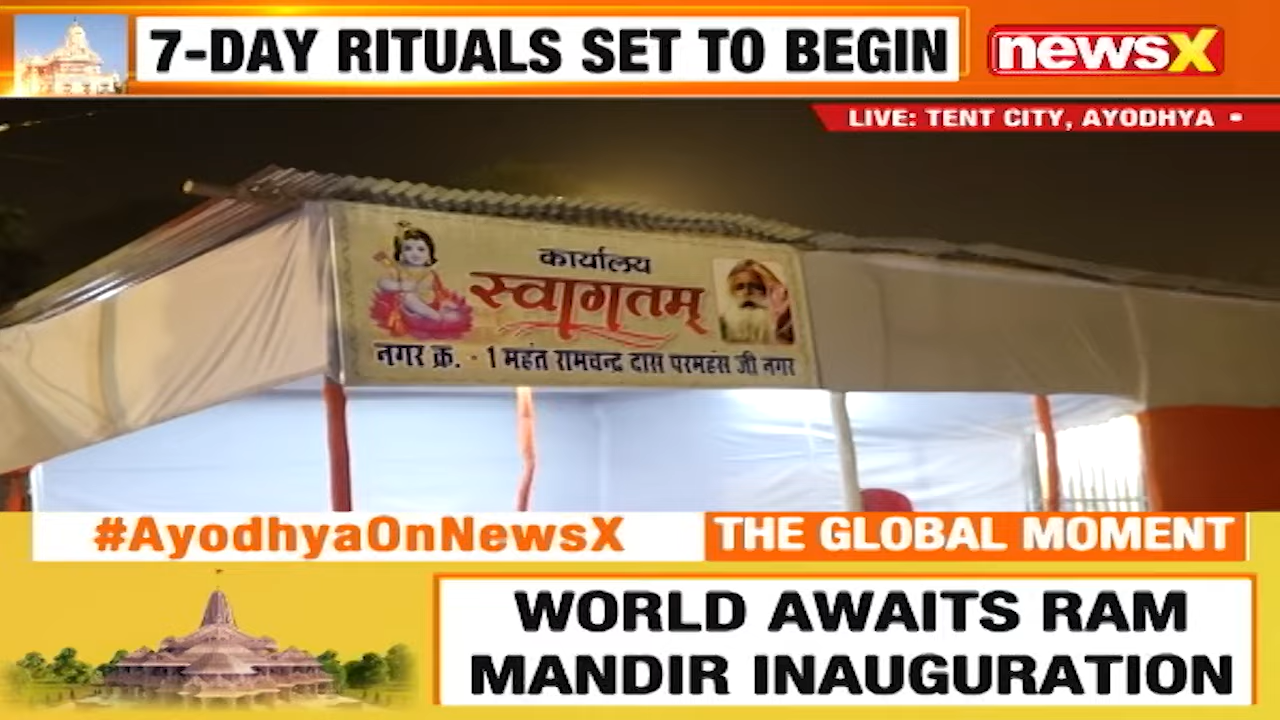 7-DAY RITUALS SET TO BEGIN
newsX
LIVE: TENT CITY, AYODHYA
कार्यालय
स्वागतम्
नगर क्र. - 1 महंत रामचन्द्र दास परमहंस जी नगर
#AyodhyaOnNewsX
THE GLOBAL MOMENT
WORLD AWAITS RAM
MANDIR INAUGURATION